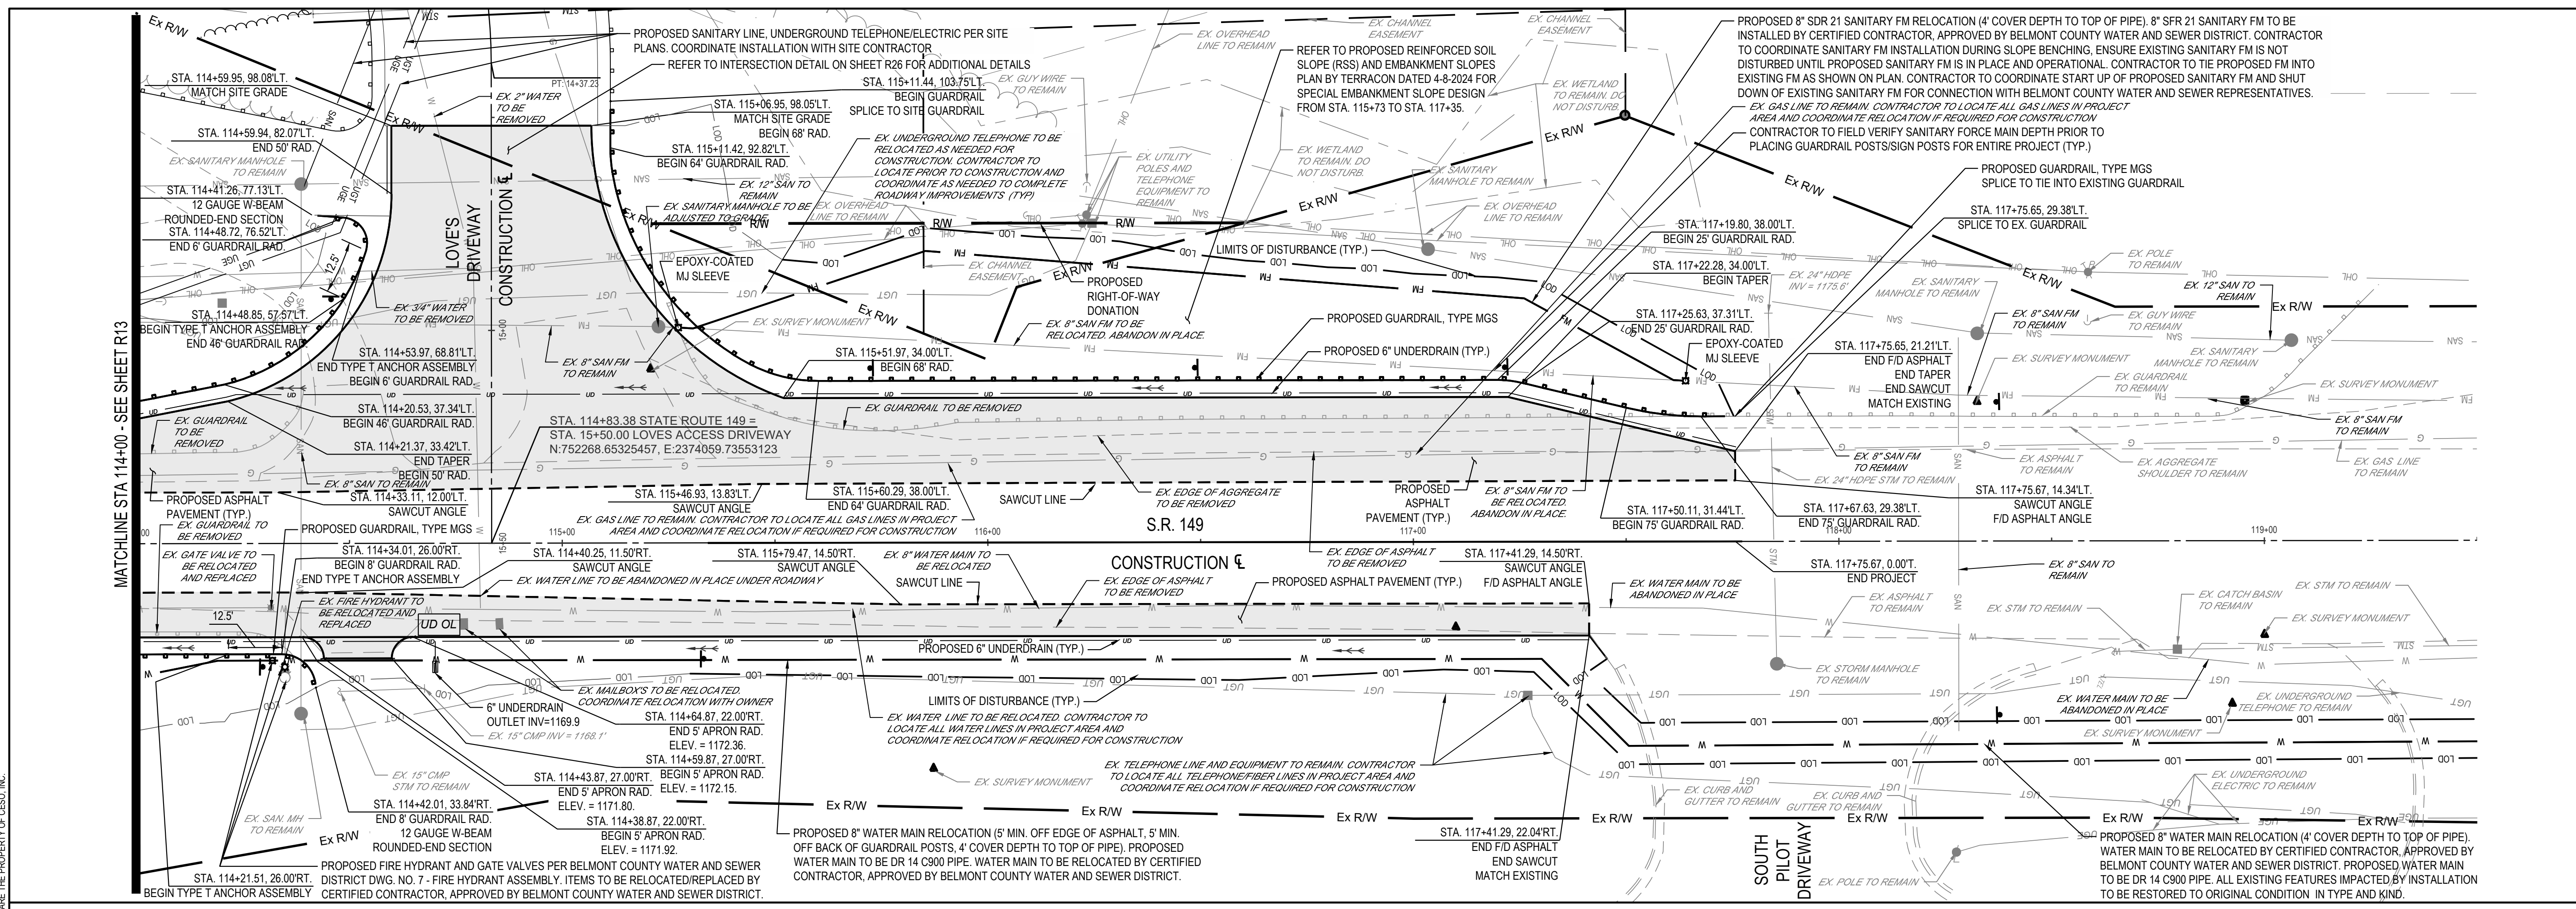 MATCHLINE STA 114+00 - SEE SHEET R13
ARE THE PROPERTY OF CESO, INC.
PROPOSED SANITARY LINE, UNDERGROUND TELEPHONE/ELECTRIC PER SITE
PLANS. COORDINATE INSTALLATION WITH SITE CONTRACTOR
REFER TO INTERSECTION DETAIL ON SHEET R26 FOR ADDITIONAL DETAILS
STA. 114+59.95, 98.08'LT.
MATCH SITE GRADE
STA. 114+59.94, 82.07'LT.
END 50' RAD.
EX. SANITARY MANHOLE
TO REMAIN
STA. 114+41.26, 77.13'LT.
12 GAUGE W-BEAM
ROUNDED-END SECTION
STA. 114+48.72, 76.52'LT.
END 6' GUARDRAIL RAD.
12.5'
STA. 114+48.85, 57.57'LT.
BEGIN TYPE T ANCHOR ASSEMBLY
END 46' GUARDRAIL RAD.
EX. 2" WATER
TO BE
REMOVED
PT: 14+37.23
LOVE'S
DRIVEWAY
CONSTRUCTION ℄
15+00
15+50
EX. 3/4" WATER
TO BE REMOVED
STA. 114+53.97, 68.81'LT.
END TYPE T ANCHOR ASSEMBLY
BEGIN 6' GUARDRAIL RAD.
STA. 114+20.53, 37.34'LT.
BEGIN 46' GUARDRAIL RAD.
STA. 114+21.37, 33.42'LT.
END TAPER
BEGIN 50' RAD.
EX. 8" SAN TO REMAIN
STA. 114+33.11, 12.00'LT.
SAWCUT ANGLE
EX. GUARDRAIL
TO BE
REMOVED
PROPOSED ASPHALT
PAVEMENT (TYP.)
STA. 115+11.44, 103.75'LT.
BEGIN GUARDRAIL
SPLICE TO SITE GUARDRAIL
STA. 115+06.95, 98.05'LT.
MATCH SITE GRADE
BEGIN 68' RAD.
STA. 115+11.42, 92.82'LT.
BEGIN 64' GUARDRAIL RAD.
EX. 12" SAN TO
REMAIN
EX. SANITARY MANHOLE TO BE
ADJUSTED TO GRADE
EPOXY-COATED
MJ SLEEVE
EX. GUY WIRE
TO REMAIN
EX. UNDERGROUND TELEPHONE TO BE
RELOCATED AS NEEDED FOR
CONSTRUCTION. CONTRACTOR TO
LOCATE PRIOR TO CONSTRUCTION AND
COORDINATE AS NEEDED TO COMPLETE
ROADWAY IMPROVEMENTS (TYP)
EX. OVERHEAD
LINE TO REMAIN
EX. SURVEY MONUMENT
EX. 8" SAN FM
TO REMAIN
STA. 115+51.97, 34.00'LT.
BEGIN 68' RAD.
STA. 114+83.38 STATE ROUTE 149 =
STA. 15+50.00 LOVES ACCESS DRIVEWAY
N:752268.65325457, E:2374059.73553123
EX. GUARDRAIL TO BE REMOVED
STA. 115+46.93, 13.83'LT.
SAWCUT ANGLE
STA. 115+60.29, 38.00'LT.
END 64' GUARDRAIL RAD.
EX. GAS LINE TO REMAIN. CONTRACTOR TO LOCATE ALL GAS LINES IN PROJECT
AREA AND COORDINATE RELOCATION IF REQUIRED FOR CONSTRUCTION
EX. CHANNEL
EASEMENT
EX. OVERHEAD
LINE TO REMAIN
EX. CHANNEL
EASEMENT
REFER TO PROPOSED REINFORCED SOIL
SLOPE (RSS) AND EMBANKMENT SLOPES
PLAN BY TERRACON DATED 4-8-2024 FOR
SPECIAL EMBANKMENT SLOPE DESIGN
FROM STA. 115+73 TO STA. 117+35.
EX. UTILITY
POLES AND
TELEPHONE
EQUIPMENT TO
REMAIN
EX. WETLAND
TO REMAIN. DO
NOT DISTURB.
EX. WETLAND
TO REMAIN. DO
NOT DISTURB.
EX. SANITARY
MANHOLE TO REMAIN
EX. OVERHEAD
LINE TO REMAIN
EX. CHANNEL
EASEMENT
LIMITS OF DISTURBANCE (TYP.)
PROPOSED
RIGHT-OF-WAY
DONATION
EX. 8" SAN FM TO BE
RELOCATED. ABANDON IN PLACE.
PROPOSED GUARDRAIL, TYPE MGS
PROPOSED 6" UNDERDRAIN (TYP.)
PROPOSED 8" SDR 21 SANITARY FM RELOCATION (4' COVER DEPTH TO TOP OF PIPE). 8" SFR 21 SANITARY FM TO BE
INSTALLED BY CERTIFIED CONTRACTOR, APPROVED BY BELMONT COUNTY WATER AND SEWER DISTRICT. CONTRACTOR
TO COORDINATE SANITARY FM INSTALLATION DURING SLOPE BENCHING, ENSURE EXISTING SANITARY FM IS NOT
DISTURBED UNTIL PROPOSED SANITARY FM IS IN PLACE AND OPERATIONAL. CONTRACTOR TO TIE PROPOSED FM INTO
EXISTING FM AS SHOWN ON PLAN. CONTRACTOR TO COORDINATE START UP OF PROPOSED SANITARY FM AND SHUT
DOWN OF EXISTING SANITARY FM FOR CONNECTION WITH BELMONT COUNTY WATER AND SEWER REPRESENTATIVES.
EX. GAS LINE TO REMAIN. CONTRACTOR TO LOCATE ALL GAS LINES IN PROJECT
AREA AND COORDINATE RELOCATION IF REQUIRED FOR CONSTRUCTION
CONTRACTOR TO FIELD VERIFY SANITARY FORCE MAIN DEPTH PRIOR TO
PLACING GUARDRAIL POSTS/SIGN POSTS FOR ENTIRE PROJECT (TYP.)
PROPOSED GUARDRAIL, TYPE MGS
SPLICE TO TIE INTO EXISTING GUARDRAIL
STA. 117+75.65, 29.38'LT.
SPLICE TO EX. GUARDRAIL
STA. 117+19.80, 38.00'LT.
BEGIN 25' GUARDRAIL RAD.
STA. 117+22.28, 34.00'LT.
BEGIN TAPER
STA. 117+25.63, 37.31'LT.
END 25' GUARDRAIL RAD.
EPOXY-COATED
MJ SLEEVE
EX. 24" HDPE
INV = 1175.6'
EX. SANITARY
MANHOLE TO REMAIN
EX. POLE
TO REMAIN
EX. 12" SAN TO
REMAIN
EX. GUY WIRE
TO REMAIN
EX. 8" SAN FM
TO REMAIN
STA. 117+75.65, 21.21'LT.
END F/D ASPHALT
END TAPER
END SAWCUT
MATCH EXISTING
EX. SURVEY MONUMENT
EX. SANITARY
MANHOLE TO REMAIN
EX. GUARDRAIL
TO REMAIN
EX. SURVEY MONUMENT
EX. 8" SAN FM
TO REMAIN
EX. 8" SAN FM
TO REMAIN
EX. 24" HDPE STM TO REMAIN
EX. ASPHALT
TO REMAIN
EX. AGGREGATE
SHOULDER TO REMAIN
EX. GAS LINE
TO REMAIN
SAWCUT LINE
EX. EDGE OF AGGREGATE
TO BE REMOVED
PROPOSED
ASPHALT
PAVEMENT (TYP.)
EX. 8" SAN FM TO
BE RELOCATED.
ABANDON IN PLACE.
STA. 117+50.11, 31.44'LT.
BEGIN 75' GUARDRAIL RAD.
STA. 117+67.63, 29.38'LT.
END 75' GUARDRAIL RAD.
STA. 117+75.67, 14.34'LT.
SAWCUT ANGLE
F/D ASPHALT ANGLE
S.R. 149
00
115+00
116+00
117+00
118+00
119+00
CONSTRUCTION ℄
EX. GUARDRAIL TO
BE REMOVED
PROPOSED GUARDRAIL, TYPE MGS
EX. GATE VALVE TO
BE RELOCATED
AND REPLACED
STA. 114+34.01, 26.00'RT.
BEGIN 8' GUARDRAIL RAD.
END TYPE T ANCHOR ASSEMBLY
STA. 114+40.25, 11.50'RT.
SAWCUT ANGLE
STA. 115+79.47, 14.50'RT.
SAWCUT ANGLE
EX. WATER LINE TO BE ABANDONED IN PLACE UNDER ROADWAY
EX. 8" WATER MAIN TO
BE RELOCATED
SAWCUT LINE
EX. EDGE OF ASPHALT
TO BE REMOVED
EX. EDGE OF ASPHALT
TO BE REMOVED
PROPOSED ASPHALT PAVEMENT (TYP.)
STA. 117+41.29, 14.50'RT.
SAWCUT ANGLE
F/D ASPHALT ANGLE
EX. WATER MAIN TO BE
ABANDONED IN PLACE
STA. 117+75.67, 0.00'T.
END PROJECT
EX. 8" SAN TO
REMAIN
EX. ASPHALT
TO REMAIN
EX. STM TO REMAIN
EX. STM TO REMAIN
EX. CATCH BASIN
TO REMAIN
EX. SURVEY MONUMENT
EX. FIRE HYDRANT TO
BE RELOCATED AND
REPLACED
12.5'
UD OL
PROPOSED 6" UNDERDRAIN (TYP.)
EX. MAILBOX'S TO BE RELOCATED.
COORDINATE RELOCATION WITH OWNER
6" UNDERDRAIN
OUTLET INV=1169.9
EX. 15" CMP INV = 1168.1'
STA. 114+64.87, 22.00'RT.
END 5' APRON RAD.
ELEV. = 1172.36.
STA. 114+59.87, 27.00'RT.
BEGIN 5' APRON RAD.
ELEV. = 1172.15.
STA. 114+43.87, 27.00'RT.
END 5' APRON RAD.
ELEV. = 1171.80.
STA. 114+38.87, 22.00'RT.
BEGIN 5' APRON RAD.
ELEV. = 1171.92.
EX. 15" CMP
STM TO REMAIN
STA. 114+42.01, 33.84'RT.
END 8' GUARDRAIL RAD.
12 GAUGE W-BEAM
ROUNDED-END SECTION
EX. SAN. MH
TO REMAIN
STA. 114+21.51, 26.00'RT.
BEGIN TYPE T ANCHOR ASSEMBLY
PROPOSED FIRE HYDRANT AND GATE VALVES PER BELMONT COUNTY WATER AND SEWER
DISTRICT DWG. NO. 7 - FIRE HYDRANT ASSEMBLY. ITEMS TO BE RELOCATED/REPLACED BY
CERTIFIED CONTRACTOR, APPROVED BY BELMONT COUNTY WATER AND SEWER DISTRICT.
LIMITS OF DISTURBANCE (TYP.)
EX. WATER LINE TO BE RELOCATED. CONTRACTOR TO
LOCATE ALL WATER LINES IN PROJECT AREA AND
COORDINATE RELOCATION IF REQUIRED FOR CONSTRUCTION
EX. SURVEY MONUMENT
EX. TELEPHONE LINE AND EQUIPMENT TO REMAIN. CONTRACTOR
TO LOCATE ALL TELEPHONE/FIBER LINES IN PROJECT AREA AND
COORDINATE RELOCATION IF REQUIRED FOR CONSTRUCTION
PROPOSED 8" WATER MAIN RELOCATION (5' MIN. OFF EDGE OF ASPHALT, 5' MIN.
OFF BACK OF GUARDRAIL POSTS, 4' COVER DEPTH TO TOP OF PIPE). PROPOSED
WATER MAIN TO BE DR 14 C900 PIPE. WATER MAIN TO BE RELOCATED BY CERTIFIED
CONTRACTOR, APPROVED BY BELMONT COUNTY WATER AND SEWER DISTRICT.
STA. 117+41.29, 22.04'RT.
END F/D ASPHALT
END SAWCUT
MATCH EXISTING
EX. STORM MANHOLE
TO REMAIN
EX. WATER MAIN TO BE
ABANDONED IN PLACE
EX. UNDERGROUND
TELEPHONE TO REMAIN
EX. SURVEY MONUMENT
EX. CURB AND
GUTTER TO REMAIN
EX. CURB AND
GUTTER TO REMAIN
EX. UNDERGROUND
ELECTRIC TO REMAIN
SOUTH
PILOT
DRIVEWAY
EX. POLE TO REMAIN
PROPOSED 8" WATER MAIN RELOCATION (4' COVER DEPTH TO TOP OF PIPE).
WATER MAIN TO BE RELOCATED BY CERTIFIED CONTRACTOR, APPROVED BY
BELMONT COUNTY WATER AND SEWER DISTRICT. PROPOSED WATER MAIN
TO BE DR 14 C900 PIPE. ALL EXISTING FEATURES IMPACTED BY INSTALLATION
TO BE RESTORED TO ORIGINAL CONDITION IN TYPE AND KIND.
Ex R/W
R/W